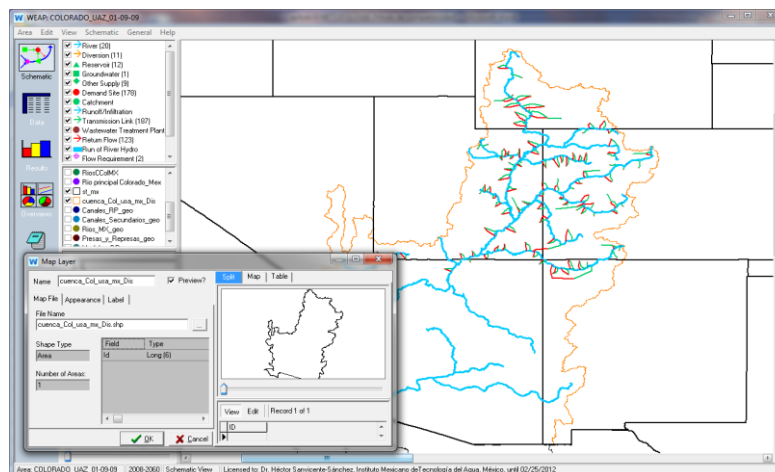 WEAP: COLORADO_UAZ_01-09-09
Area Edit View Schematic General Help
Schematic
Data
Results
Overviews
River (20)
Diversion (11)
Reservoir (12)
Groundwater (1)
Other Supply (9)
Demand Site (178)
Catchment
Runoff/Infiltration
Transmission Link (187)
Wastewater Treatment Plant
Return Flow (123)
Run of River Hydro
Flow Requirement (2)
RiosCColMX
Rio principal Colorado_Mex
st_mx
cuenca_Col_usa_mx_Dis
Canales_RP_geo
Canales_Secundarios_geo
Rios_MX_geo
Presas_y_Represas_geo
Map Layer
Name cuenca_Col_usa_mx_Dis Preview?
Map File Appearance Label
File Name
cuenca_Col_usa_mx_Dis.shp ...
Shape Type
Area
Number of Areas:
1
Field Type
Id Long (6)
OK Cancel
Split Map Table
View Edit Record 1 of 1
ID
Area: COLORADO_UAZ_01-09-09 2008-2060 Schematic View Licensed to: Dr. Héctor Sanvicente-Sánchez, Instituto Mexicano deTecnología del Agua, México, until 02/25/2012